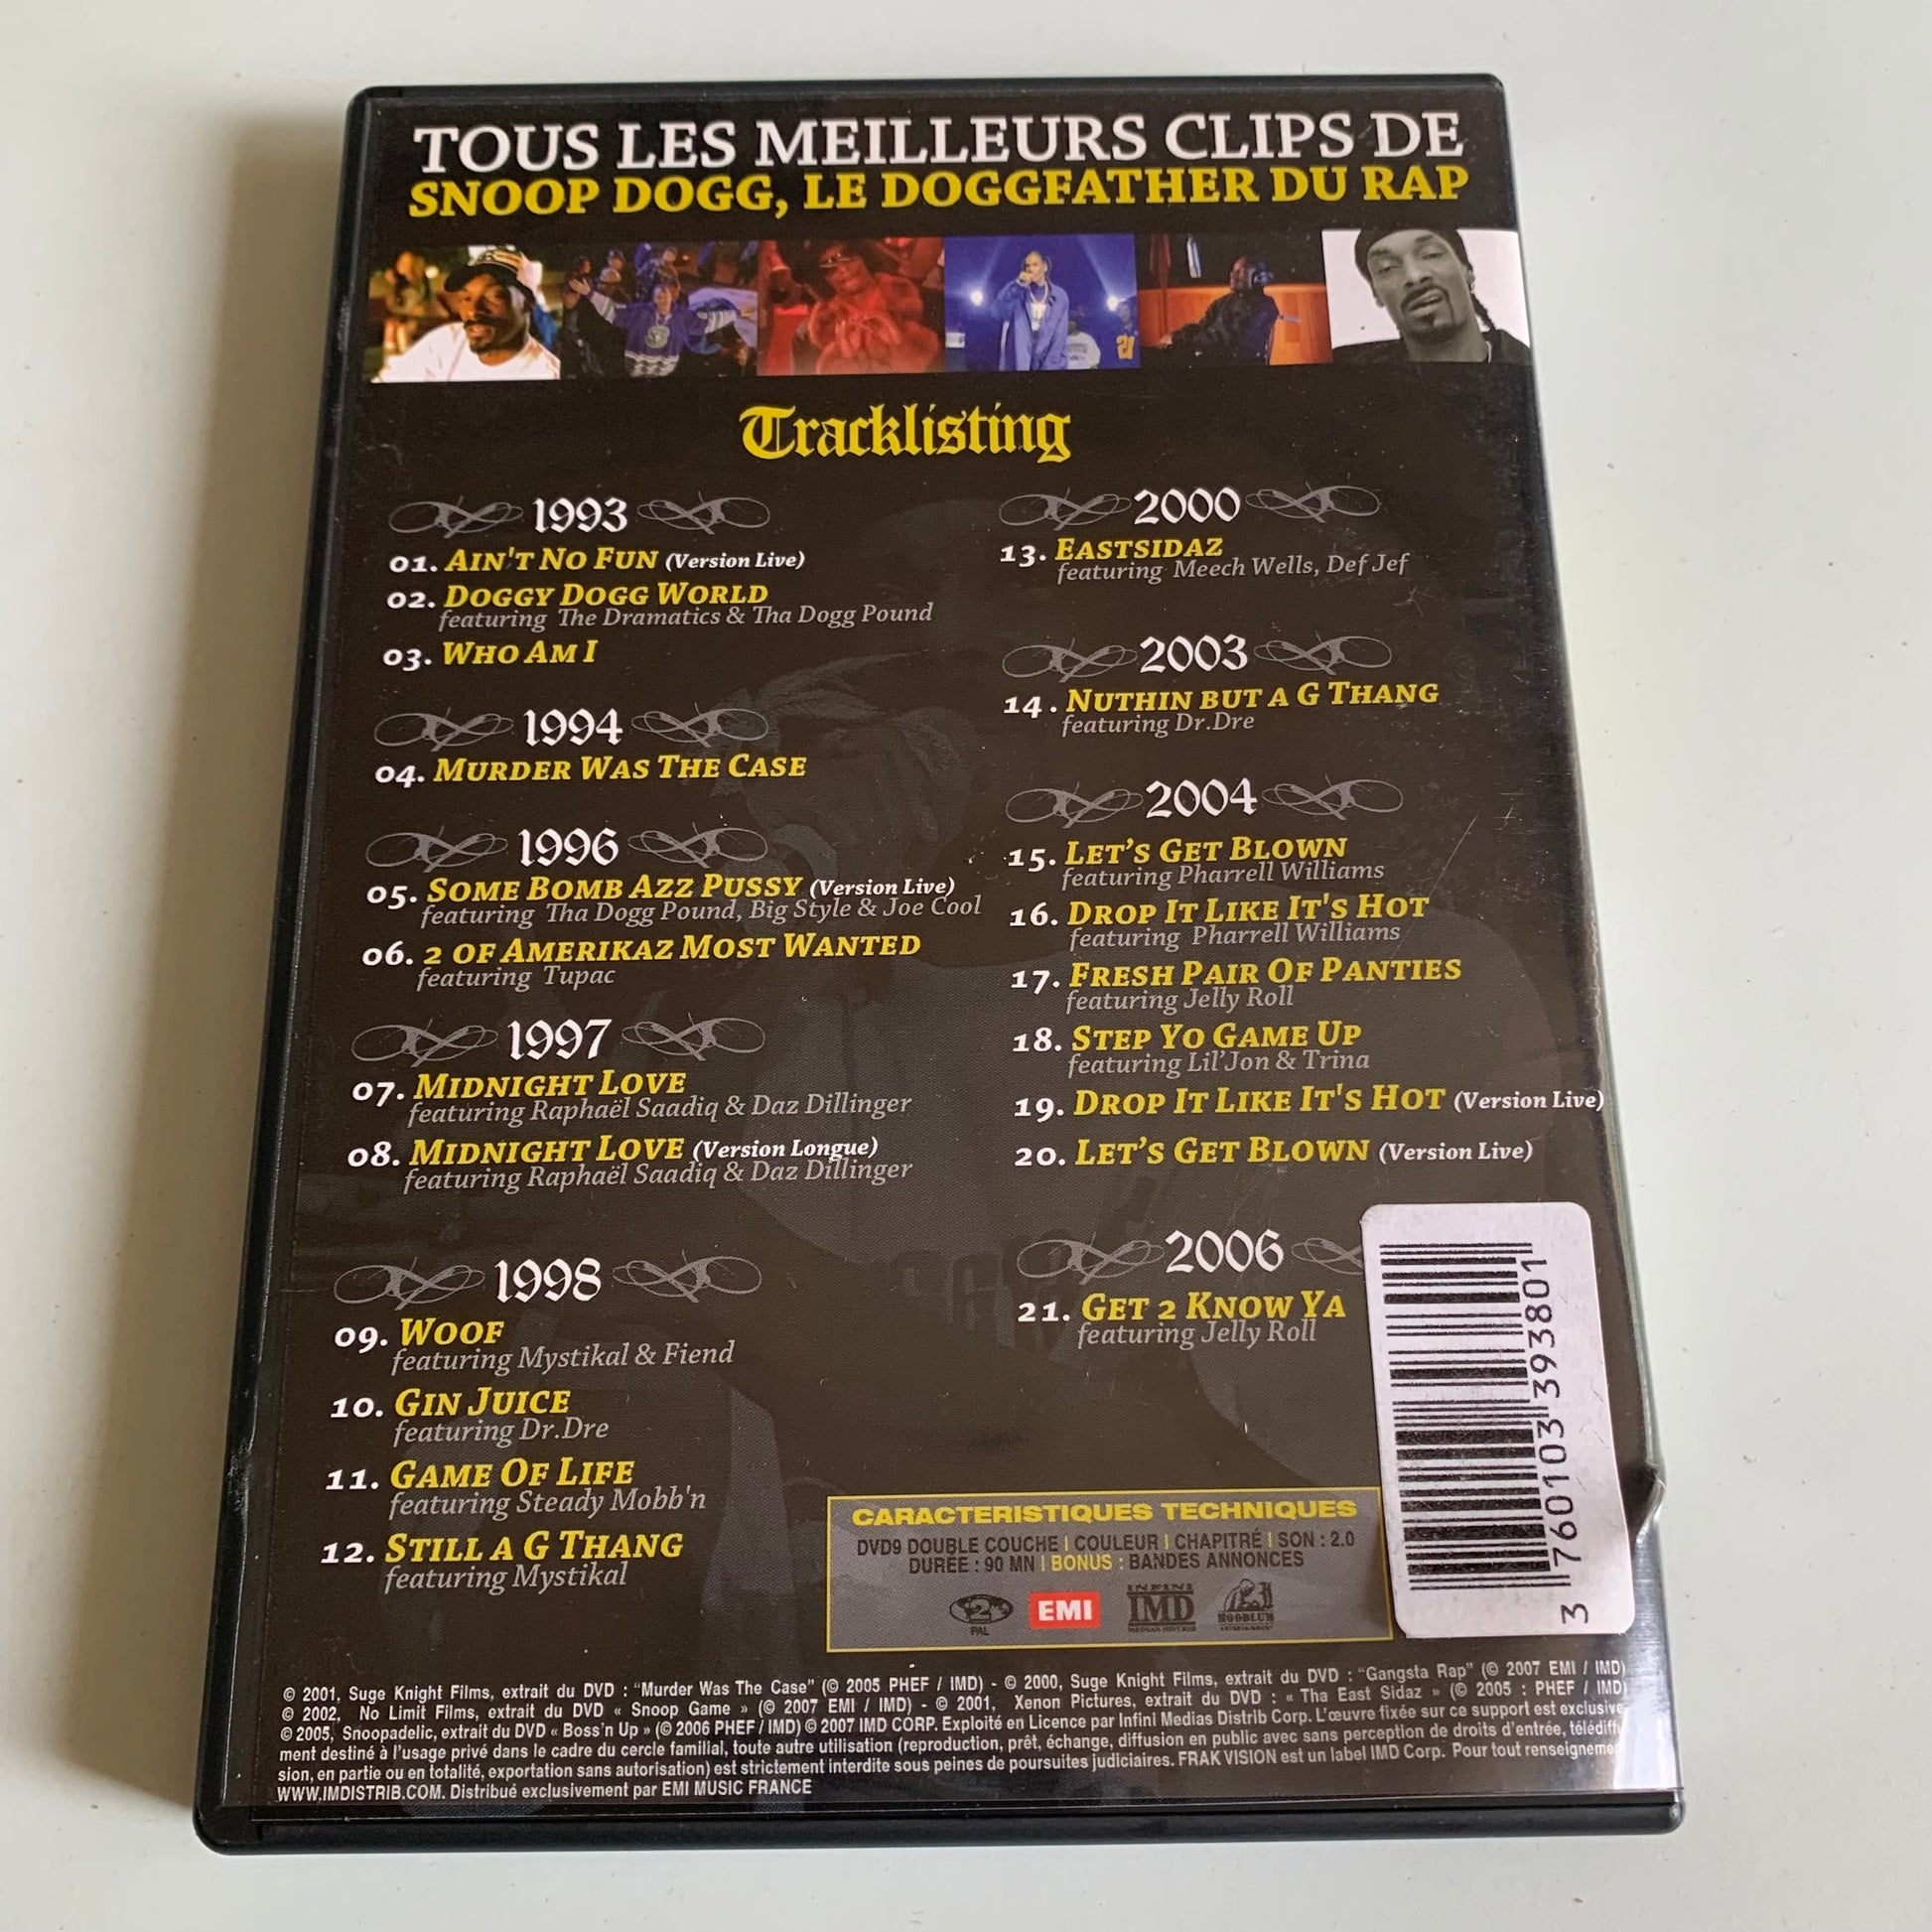 TOUS LES MEILLEURS CLIPS DE
SNOOP DOGG, LE DOGGFATHER DU RAP
21
Tracklisting
1993
01. AIN'T NO FUN (Version Live)
02. DOGGY DOGG WORLD
featuring The Dramatics & Tha Dogg Pound
03. WHO AM I
1994
04. MURDER WAS THE CASE
1996
05. SOME BOMB AZZ PUSSY (Version Live)
featuring Tha Dogg Pound, Big Style & Joe Cool
06. 2 OF AMERIKAZ MOST WANTED
featuring Tupac
1997
07. MIDNIGHT LOVE
featuring Raphaël Saadiq & Daz Dillinger
08. MIDNIGHT LOVE (Version Longue)
featuring Raphaël Saadiq & Daz Dillinger
1998
09. WOOF
featuring Mystikal & Fiend
10. GIN JUICE
featuring Dr.Dre
11. GAME OF LIFE
featuring Steady Mobb'n
12. STILL A G THANG
featuring Mystikal
2000
13. EASTSIDAZ
featuring Meech Wells, Def Jef
2003
14. NUTHIN BUT A G THANG
featuring Dr.Dre
2004
15. LET'S GET BLOWN
featuring Pharrell Williams
16. DROP IT LIKE IT'S HOT
featuring Pharrell Williams
17. FRESH PAIR OF PANTIES
featuring Jelly Roll
18. STEP YO GAME UP
featuring Lil'Jon & Trina
19. DROP IT LIKE IT'S HOT (Version Live)
20. LET'S GET BLOWN (Version Live)
2006
21. GET 2 KNOW YA
featuring Jelly Roll
3 760103 393801
CARACTERISTIQUES TECHNIQUES
DVD9 DOUBLE COUCHE | COULEUR | CHAPITRÉ | SON : 2.0
DURÉE : 90 MN | BONUS : BANDES ANNONCES
2
PAL
EMI
INFINI
IMD
HOODLUM
© 2001, Suge Knight Films, extrait du DVD : "Murder Was The Case" (© 2005 PHEF / IMD) - © 2000, Suge Knight Films, extrait du DVD : "Gangsta Rap" (© 2007 EMI / IMD)
© 2002, No Limit Films, extrait du DVD « Snoop Game » (© 2007 EMI / IMD) - © 2001, Xenon Pictures, extrait du DVD : « Tha East Sidaz » (© 2005 : PHEF / IMD)
© 2005, Snoopadelic, extrait du DVD « Boss'n Up » (© 2006 PHEF / IMD) © 2007 IMD CORP. Exploité en Licence par Infini Medias Distrib Corp. L'œuvre fixée sur ce support est exclusive
ment destiné à l'usage privé dans le cadre du cercle familial, toute autre utilisation (reproduction, prêt, échange, diffusion en public avec sans perception de droits d'entrée, télédiffu
sion, en partie ou en totalité, exportation sans autorisation) est strictement interdite sous peines de poursuites judiciaires. FRAK VISION est un label IMD Corp. Pour tout renseigneme
WWW.IMDISTRIB.COM. Distribué exclusivement par EMI MUSIC FRANCE